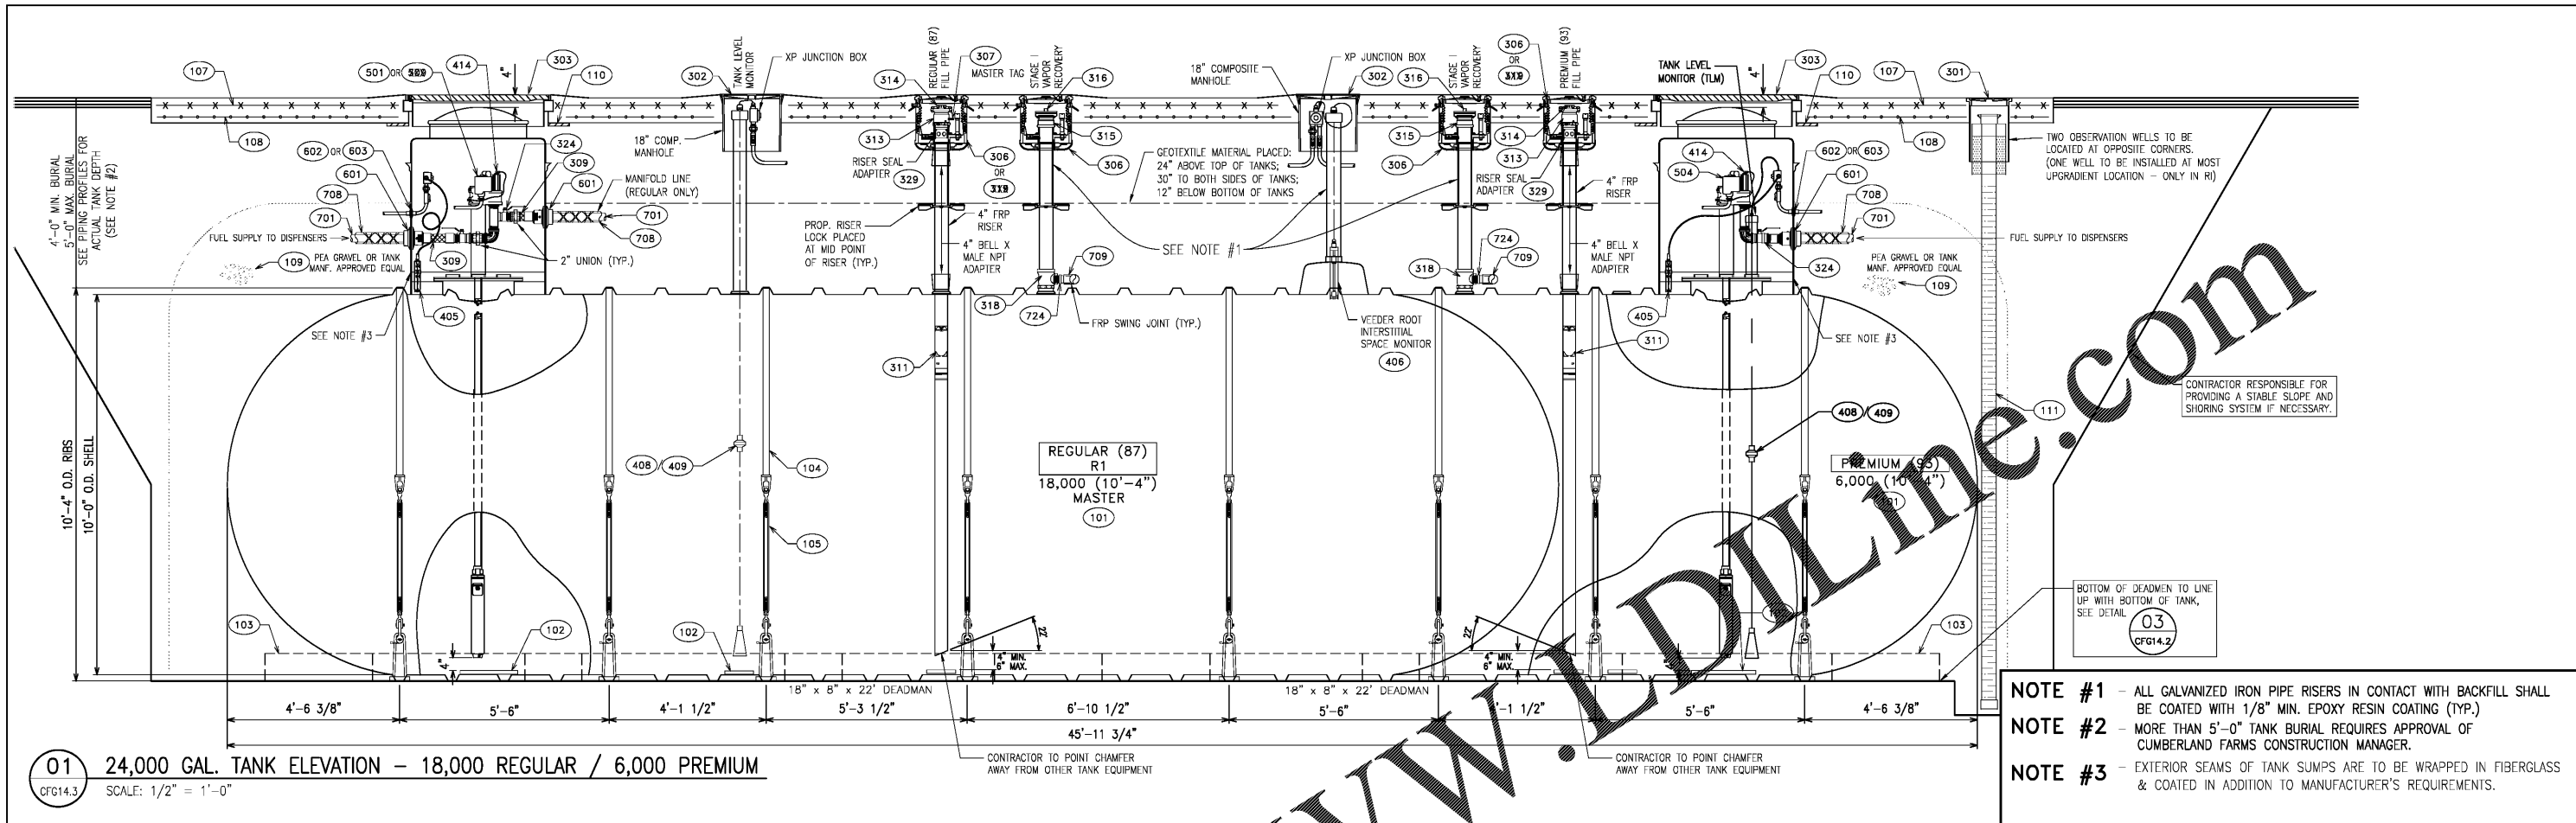 107
501 OR
414
4"
303
110
302
TANK LEVEL
MONITOR
XP JUNCTION BOX
REGULAR (87)
FILL PIPE
314
307
MASTER TAG
STAGE I
VAPOR
RECOVERY
316
18" COMPOSITE
MANHOLE
XP JUNCTION BOX
302
316
STAGE I
VAPOR
RECOVERY
306
OR
PREMIUM (93)
FILL PIPE
TANK LEVEL
MONITOR (TLM)
4"
303
110
107
301
108
602 OR 603
601
708
701
324
309
601
18" COMP.
MANHOLE
313
RISER SEAL
ADAPTER
329
315
306
OR
306
GEOTEXTILE MATERIAL PLACED:
24" ABOVE TOP OF TANKS;
30" TO BOTH SIDES OF TANKS;
12" BELOW BOTTOM OF TANKS
315
306
314
313
RISER SEAL
ADAPTER
329
4" FRP
RISER
414
504
602 OR 603
601
708
701
108
TWO OBSERVATION WELLS TO BE
LOCATED AT OPPOSITE CORNERS.
(ONE WELL TO BE INSTALLED AT MOST
UPGRADIENT LOCATION – ONLY IN RI)
4'-0" MIN. BURIAL
5'-0" MAX. BURIAL
SEE PIPING PROFILES FOR
ACTUAL TANK DEPTH
(SEE NOTE #2)
MANIFOLD LINE
(REGULAR ONLY)
701
708
FUEL SUPPLY TO DISPENSERS
109
PEA GRAVEL OR TANK
MANF. APPROVED EQUAL
309
2" UNION (TYP.)
PROP. RISER
LOCK PLACED
AT MID POINT
OF RISER (TYP.)
4" FRP
RISER
4" BELL X
MALE NPT
ADAPTER
SEE NOTE #1
709
318
724
FRP SWING JOINT (TYP.)
724
709
318
4" BELL X
MALE NPT
ADAPTER
324
FUEL SUPPLY TO DISPENSERS
PEA GRAVEL OR TANK
MANF. APPROVED EQUAL
109
405
SEE NOTE #3
311
VEEDER ROOT
INTERSTITIAL
SPACE MONITOR
406
311
405
SEE NOTE #3
10'-4" O.D. RIBS
10'-0" O.D. SHELL
408 / 409
104
105
REGULAR (87)
R1
18,000 (10'-4")
MASTER
101
408 / 409
PREMIUM (93)
6,000 (10'-4")
101
111
CONTRACTOR RESPONSIBLE FOR
PROVIDING A STABLE SLOPE AND
SHORING SYSTEM IF NECESSARY.
103
4"
102
102
22°
4" MIN.
6" MAX.
22°
4" MIN.
6" MAX.
103
BOTTOM OF DEADMEN TO LINE
UP WITH BOTTOM OF TANK,
SEE DETAIL
03
CFG14.2
18" x 8" x 22' DEADMAN
18" x 8" x 22' DEADMAN
4'-6 3/8"
5'-6"
4'-1 1/2"
5'-3 1/2"
6'-10 1/2"
5'-6"
4'-1 1/2"
5'-6"
4'-6 3/8"
45'-11 3/4"
CONTRACTOR TO POINT CHAMFER
AWAY FROM OTHER TANK EQUIPMENT
CONTRACTOR TO POINT CHAMFER
AWAY FROM OTHER TANK EQUIPMENT
01
CFG14.3
24,000 GAL. TANK ELEVATION – 18,000 REGULAR / 6,000 PREMIUM
SCALE: 1/2" = 1'-0"
NOTE #1 – ALL GALVANIZED IRON PIPE RISERS IN CONTACT WITH BACKFILL SHALL
BE COATED WITH 1/8" MIN. EPOXY RESIN COATING (TYP.)
NOTE #2 – MORE THAN 5'-0" TANK BURIAL REQUIRES APPROVAL OF
CUMBERLAND FARMS CONSTRUCTION MANAGER.
NOTE #3 – EXTERIOR SEAMS OF TANK SUMPS ARE TO BE WRAPPED IN FIBERGLASS
& COATED IN ADDITION TO MANUFACTURER'S REQUIREMENTS.
WWW.LDILine.com